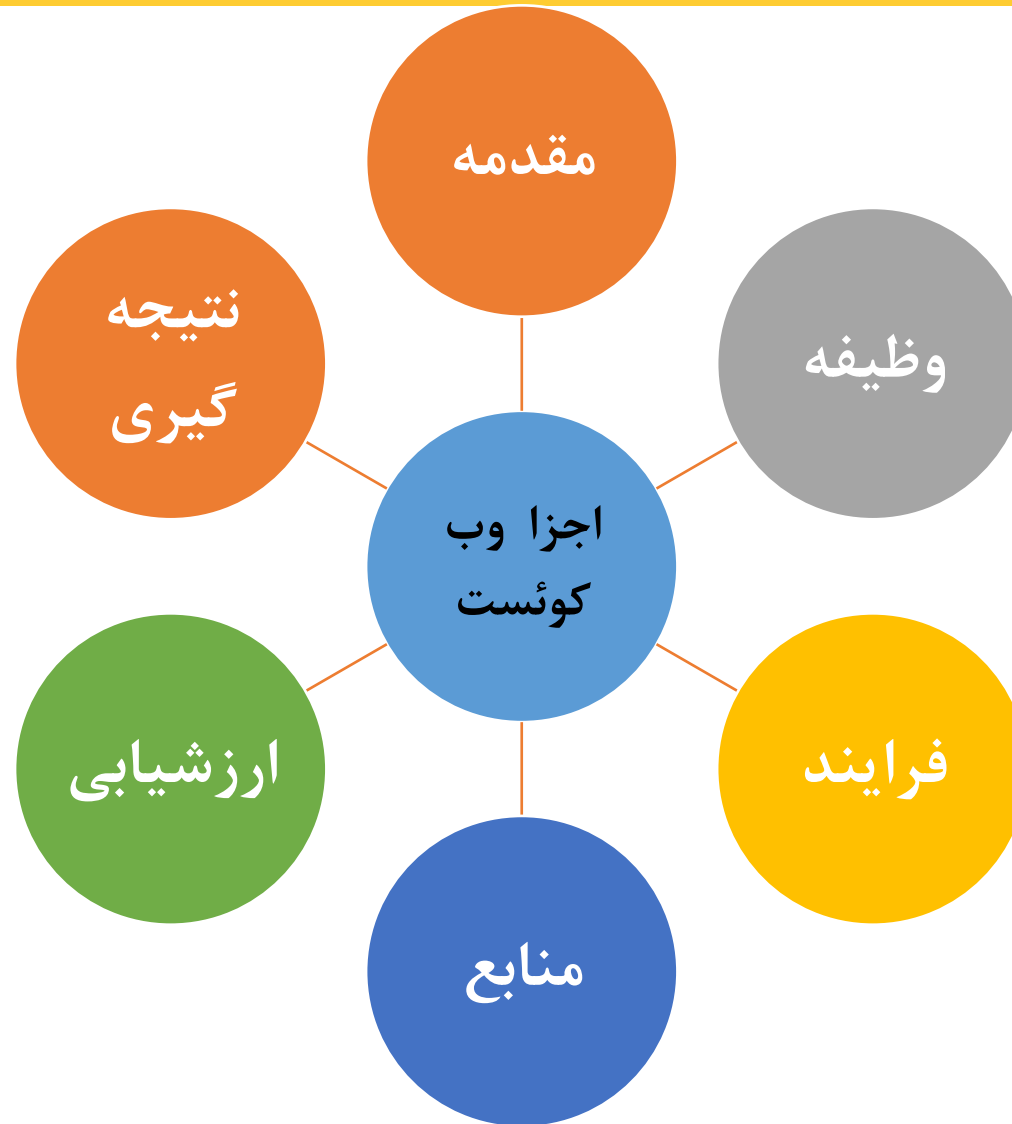 مقدمه
وظیفه
فرایند
منابع
ارزشیابی
نتیجه
گیری
اجزا وب
کوئست